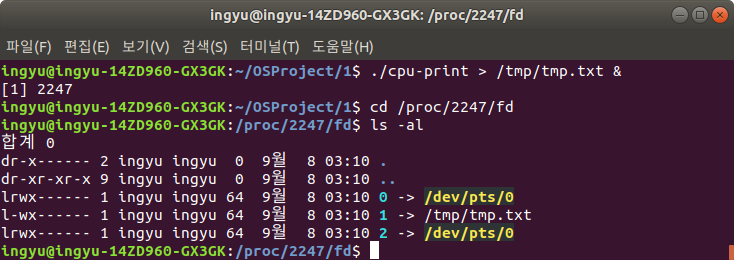 ingyu@ingyu-14ZD960-GX3GK: /proc/2247/fd
파일(F) 편집(E) 보기(V) 검색(S) 터미널(T) 도움말(H)
ingyu@ingyu-14ZD960-GX3GK:~/OSProject/1$ ./cpu-print > /tmp/tmp.txt &
[1] 2247
ingyu@ingyu-14ZD960-GX3GK:~/OSProject/1$ cd /proc/2247/fd
ingyu@ingyu-14ZD960-GX3GK:/proc/2247/fd$ ls -al
합계 0
dr-x------ 2 ingyu ingyu  0  9월  8 03:10 .
dr-xr-xr-x 9 ingyu ingyu  0  9월  8 03:10 ..
lrwx------ 1 ingyu ingyu 64  9월  8 03:10 0 -> /dev/pts/0
l-wx------ 1 ingyu ingyu 64  9월  8 03:10 1 -> /tmp/tmp.txt
lrwx------ 1 ingyu ingyu 64  9월  8 03:10 2 -> /dev/pts/0
ingyu@ingyu-14ZD960-GX3GK:/proc/2247/fd$